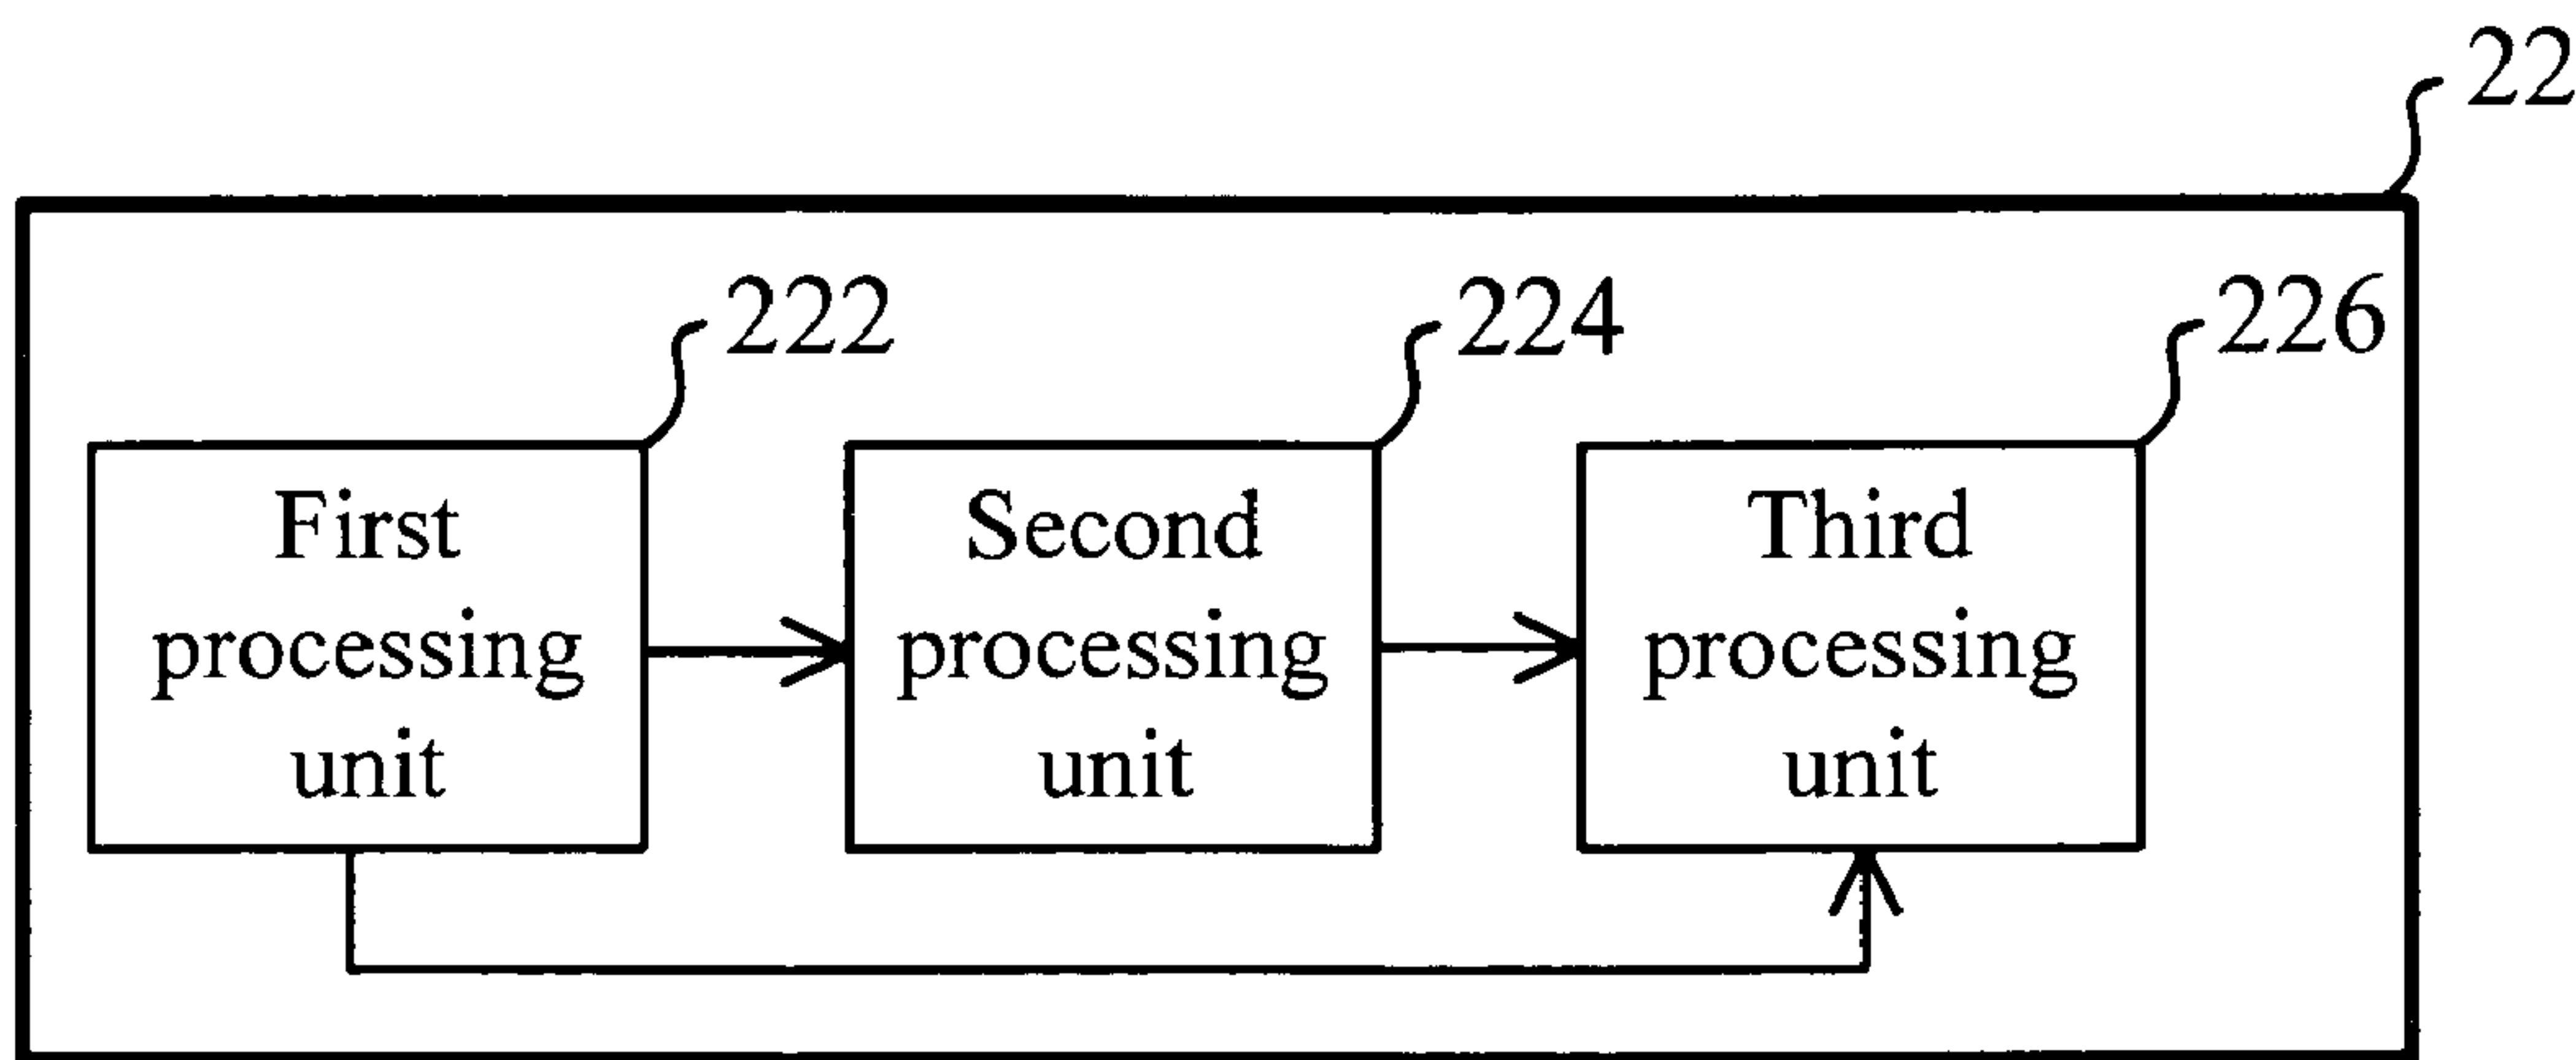 22
222
224
226
First
processing
unit
Second
processing
unit
Third
processing
unit